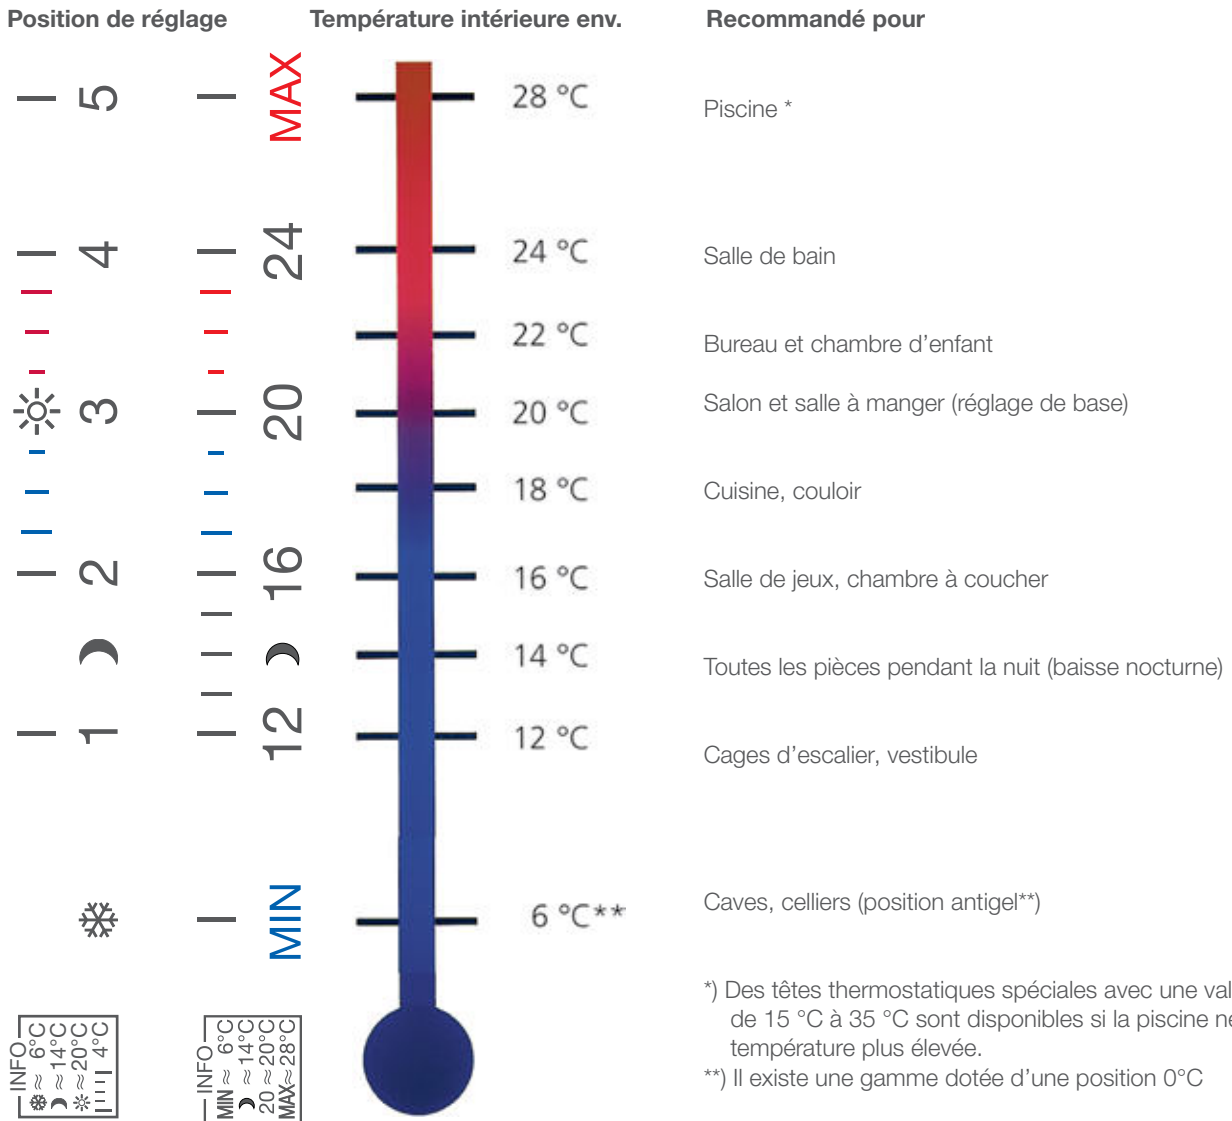 Position de réglage Température intérieure env. Recommandé pour
5 MAX 28 °C Piscine *
4 24 24 °C Salle de bain
22 °C Bureau et chambre d’enfant
3 20 20 °C Salon et salle à manger (réglage de base)
18 °C Cuisine, couloir
2 16 16 °C Salle de jeux, chambre à coucher
14 °C Toutes les pièces pendant la nuit (baisse nocturne)
1 12 12 °C Cages d’escalier, vestibule
MIN 6 °C** Caves, celliers (position antigel**)
*) Des têtes thermostatiques spéciales avec une val
de 15 °C à 35 °C sont disponibles si la piscine ne
température plus élevée.
**) Il existe une gamme dotée d’une position 0°C
INFO
≈ 6°C
≈ 14°C
≈ 20°C
4°C
INFO
MIN ≈ 6°C
≈ 14°C
20 ≈ 20°C
MAX ≈ 28°C